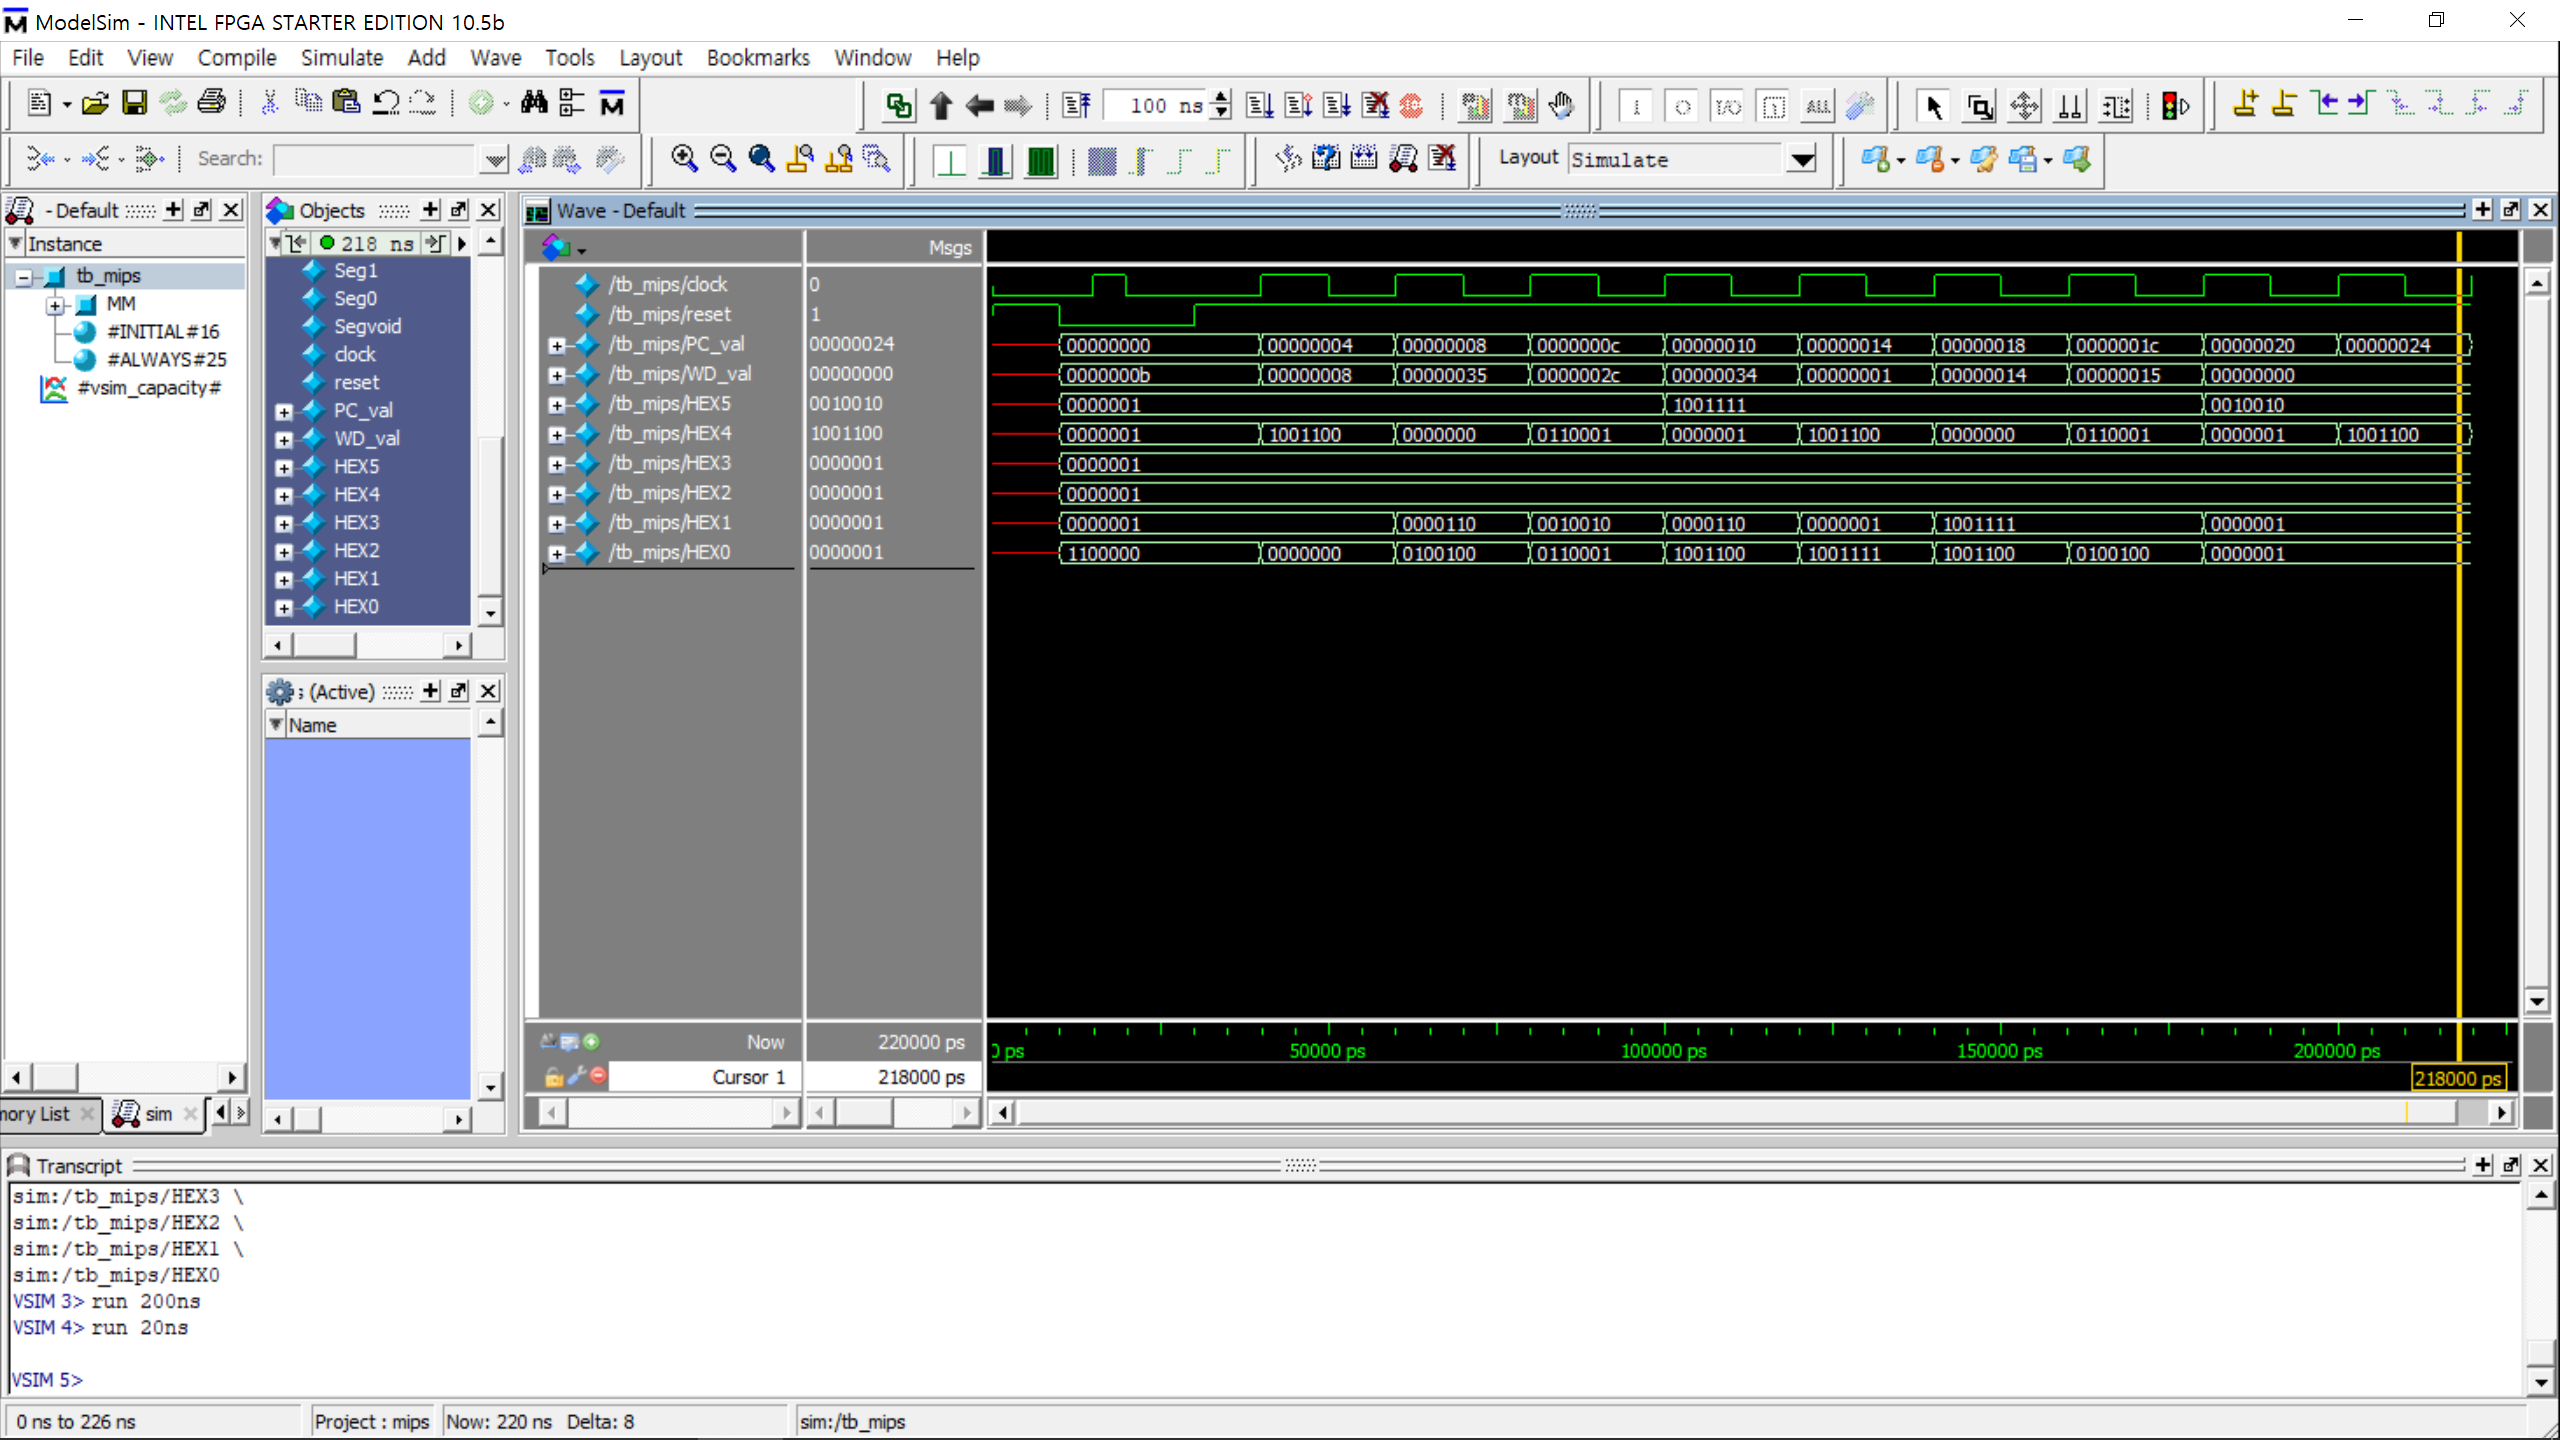 ModelSim - INTEL FPGA STARTER EDITION 10.5b
File Edit View Compile Simulate Add Wave Tools Layout Bookmarks Window Help
100 ns
Search:
Layout Simulate
- Default
Instance
tb_mips
MM
#INITIAL#16
#ALWAYS#25
#vsim_capacity#
Objects
218 ns
Seg1
Seg0
Segvoid
clock
reset
PC_val
WD_val
HEX5
HEX4
HEX3
HEX2
HEX1
HEX0
; (Active)
Name
Wave - Default
Msgs
/tb_mips/clock 0
/tb_mips/reset 1
/tb_mips/PC_val 00000024 00000000 00000004 00000008 0000000c 00000010 00000014 00000018 0000001c 00000020 00000024
/tb_mips/WD_val 00000000 0000000b 00000008 00000035 0000002c 00000034 00000001 00000014 00000015 00000000
/tb_mips/HEX5 0010010 0000001 1001111 0010010
/tb_mips/HEX4 1001100 0000001 1001100 0000000 0110001 0000001 1001100 0000000 0110001 0000001 1001100
/tb_mips/HEX3 0000001 0000001
/tb_mips/HEX2 0000001 0000001
/tb_mips/HEX1 0000001 0000001 0000110 0010010 0000110 0000001 1001111 0000001
/tb_mips/HEX0 0000001 1100000 0000000 0100100 0110001 1001100 1001111 1001100 0100100 0000001
Now 220000 ps
ps 50000 ps 100000 ps 150000 ps 200000 ps
Cursor 1 218000 ps
218000 ps
List sim
Transcript
sim:/tb_mips/HEX3 \
sim:/tb_mips/HEX2 \
sim:/tb_mips/HEX1 \
sim:/tb_mips/HEX0
VSIM 3> run 200ns
VSIM 4> run 20ns
VSIM 5>
0 ns to 226 ns Project : mips Now: 220 ns Delta: 8 sim:/tb_mips